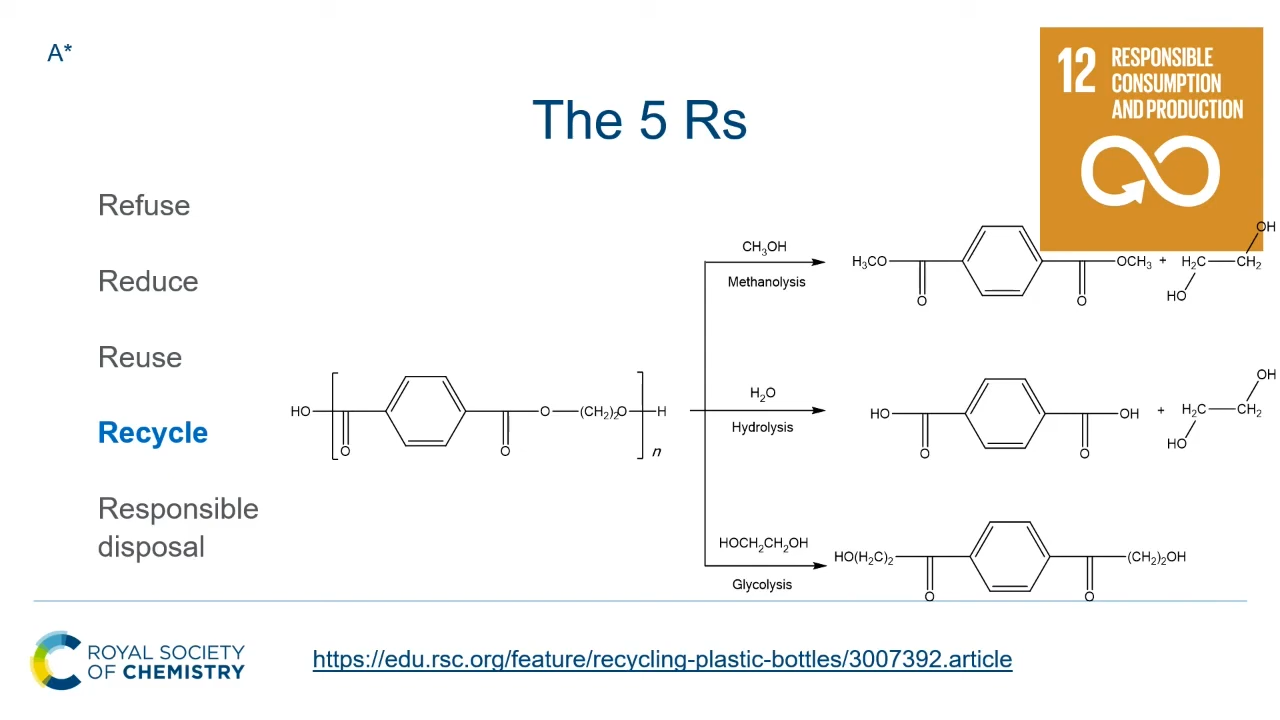 A*
12 RESPONSIBLE
CONSUMPTION
AND PRODUCTION
The 5 Rs
Refuse
Reduce
Reuse
Recycle
Responsible
disposal
HO
O
O
O
(CH₂)₂O
H
n
CH₃OH
Methanolysis
H₃CO
O
O
OCH₃
+
H₂C
CH₂
OH
HO
H₂O
Hydrolysis
HO
O
O
OH
+
H₂C
CH₂
OH
HO
HOCH₂CH₂OH
Glycolysis
HO(H₂C)₂
O
O
(CH₂)₂OH
ROYAL SOCIETY
OF CHEMISTRY
https://edu.rsc.org/feature/recycling-plastic-bottles/3007392.article